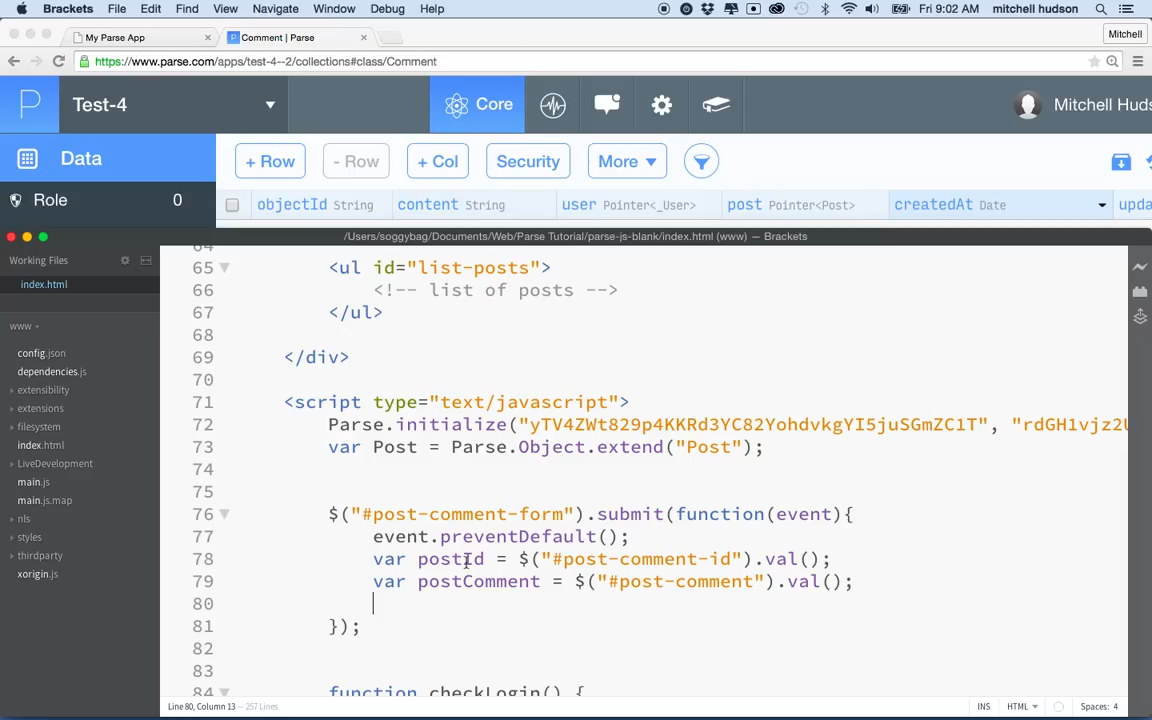 Brackets File Edit Find View Navigate Window Debug Help Fri 9:02 AM mitchell hudson
My Parse App × Comment | Parse × Mitchell
https://www.parse.com/apps/test-4--2/collections#class/Comment
Test-4 Core Mitchell Huds
Data + Row - Row + Col Security More
Role 0 objectId String content String user Pointer<_User> post Pointer<Post> createdAt Date upda
/Users/soggybag/Documents/Web/Parse Tutorial/parse-js-blank/index.html (www) — Brackets
Working Files
index.html
www
config.json
dependencies.js
extensibility
extensions
filesystem
index.html
LiveDevelopment
main.js
main.js.map
nls
styles
thirdparty
xorigin.js
64
65 <ul id="list-posts">
66 <!-- list of posts -->
67 </ul>
68
69 </div>
70
71 <script type="text/javascript">
72 Parse.initialize("yTV4ZWt829p4KKRd3YC82YohdvkgYI5juSGmZC1T", "rdGH1vjz2U
73 var Post = Parse.Object.extend("Post");
74
75
76 $("#post-comment-form").submit(function(event){
77 event.preventDefault();
78 var postId = $("#post-comment-id").val();
79 var postComment = $("#post-comment").val();
80
81 });
82
83
84 function checkLogin() {
Line 80, Column 13 — 257 Lines INS HTML Spaces: 4